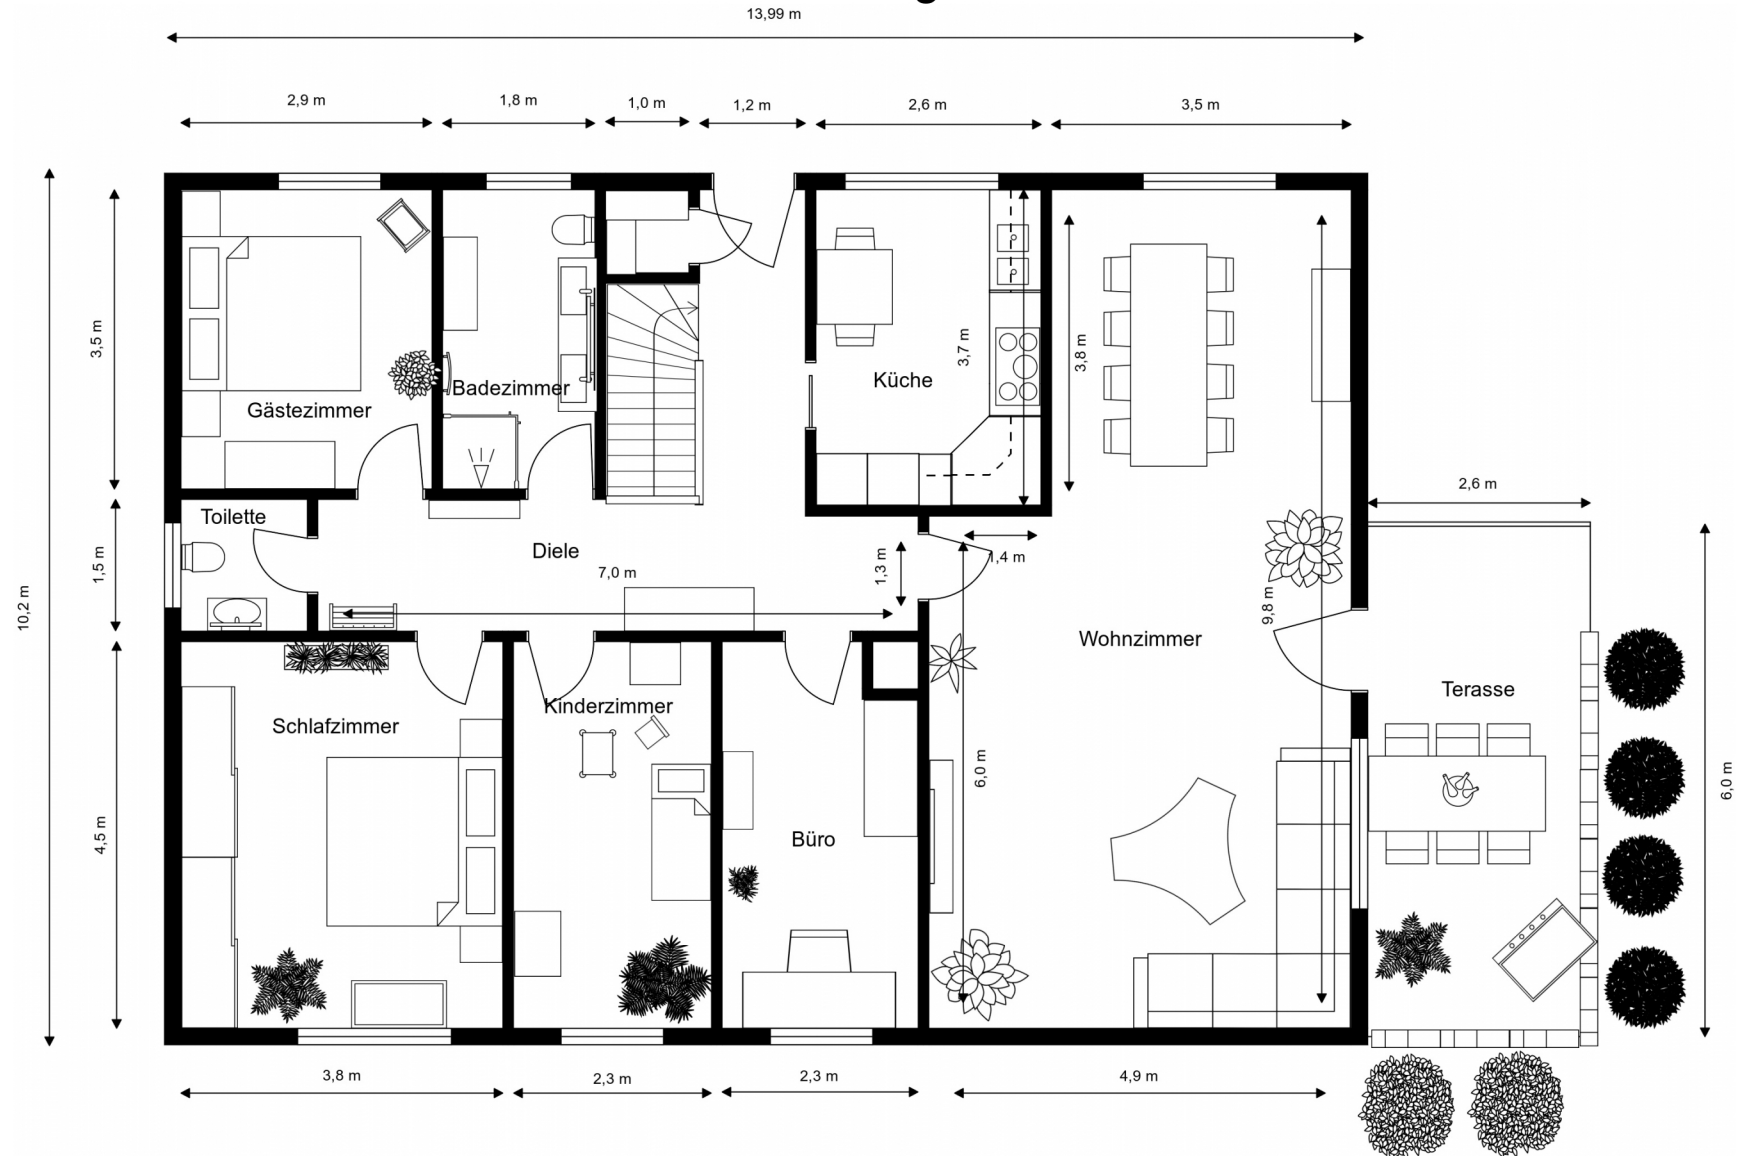 13,99 m
2,9 m
1,8 m
1,0 m
1,2 m
2,6 m
3,5 m
3,5 m
3,7 m
3,8 m
Küche
Badezimmer
Gästezimmer
2,6 m
Toilette
Diele
1,4 m
1,5 m
1,3 m
7,0 m
10,2 m
9,8 m
Wohnzimmer
Terasse
Kinderzimmer
Schlafzimmer
6,0 m
6,0 m
4,5 m
Büro
3,8 m
2,3 m
2,3 m
4,9 m